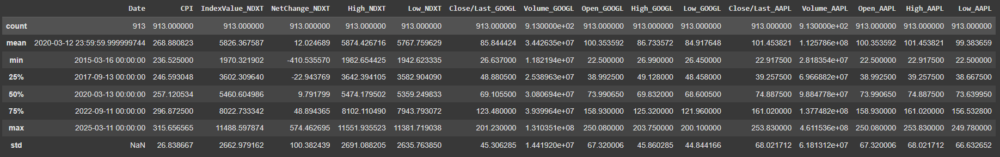 Date CPI IndexValue_NDXT NetChange_NDXT High_NDXT Low_NDXT Close/Last_GOOGL Volume_GOOGL Open_GOOGL High_GOOGL Low_GOOGL Close/Last_AAPL Volume_AAPL Open_AAPL High_AAPL Low_AAPL
count 913 913.000000 913.000000 913.000000 913.000000 913.000000 913.000000 9.130000e+02 913.000000 913.000000 913.000000 913.000000 9.130000e+02 913.000000 913.000000 913.000000
mean 2020-03-12 23:59:59.999999744 268.880823 5826.367587 12.024689 5874.426716 5767.759629 85.844424 3.442635e+07 100.353592 86.733572 84.917648 101.453821 1.125786e+08 100.353592 101.453821 99.383659
min 2015-03-16 00:00:00 236.525000 1970.321902 -410.535570 1982.654425 1942.623335 26.637000 1.182194e+07 22.500000 26.990000 26.450000 22.917500 2.818354e+07 22.500000 22.917500 22.500000
25% 2017-09-13 00:00:00 246.593048 3602.309640 -22.943769 3642.394105 3582.904090 48.880500 2.538963e+07 38.992500 49.128000 48.458000 39.257500 6.966882e+07 38.992500 39.257500 38.667500
50% 2020-03-13 00:00:00 257.120534 5460.604986 9.791799 5474.179502 5359.249833 69.105500 3.080694e+07 73.990650 69.832000 68.600500 74.887500 9.884778e+07 73.990650 74.887500 73.639950
75% 2022-09-11 00:00:00 296.872500 8022.733342 48.894365 8102.110490 7943.793072 123.480000 3.939964e+07 158.930000 125.320000 121.960000 161.020000 1.377482e+08 158.930000 161.020000 156.532800
max 2025-03-11 00:00:00 315.656565 11488.597874 574.462695 11551.935523 11381.719038 201.230000 1.310351e+08 250.080000 203.750000 200.100000 253.830000 4.611536e+08 250.080000 253.830000 249.780000
std NaN 26.838667 2662.979162 100.382439 2691.088205 2635.763850 45.306285 1.441920e+07 67.320006 45.860285 44.844166 68.021712 6.181312e+07 67.320006 68.021712 66.632652